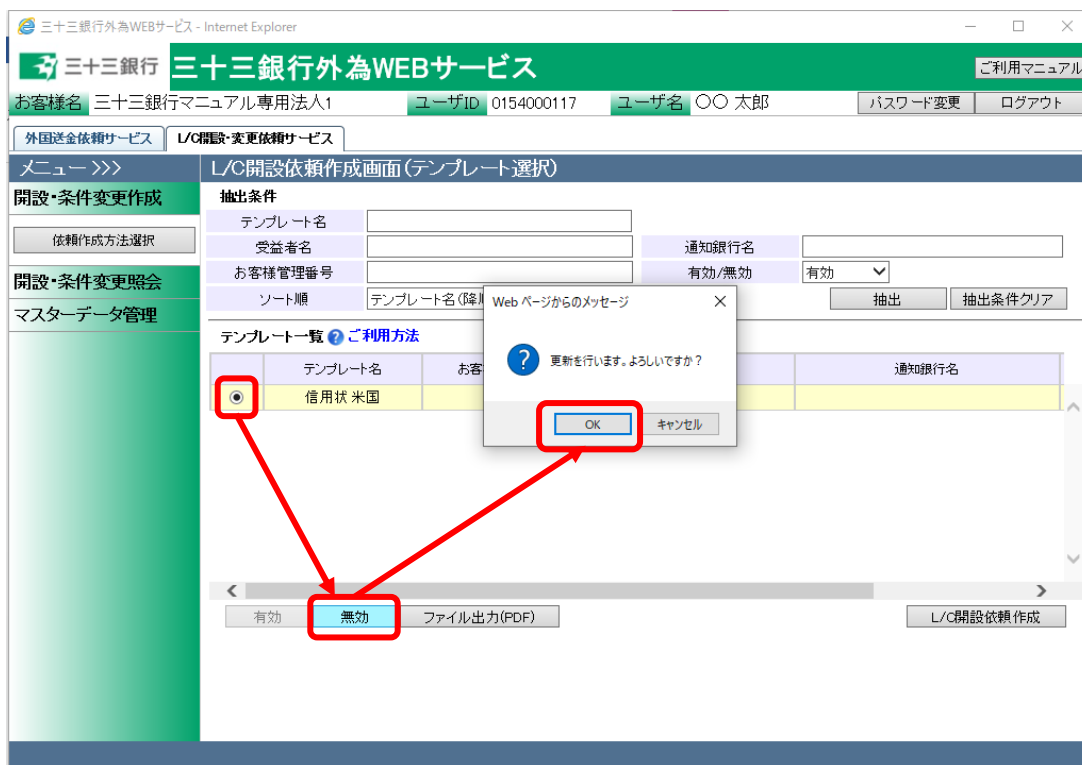 三十三銀行外為WEBサービス - Internet Explorer
三十三銀行 三十三銀行外為WEBサービス ご利用マニュアル
お客様名 三十三銀行マニュアル専用法人1 ユーザID 0154000117 ユーザ名 〇〇 太郎 パスワード変更 ログアウト
外国送金依頼サービス L/C開設・変更依頼サービス
メニュー >>> L/C開設依頼作成画面(テンプレート選択)
開設・条件変更作成 抽出条件
テンプレート名
依頼作成方法選択 受益者名 通知銀行名
開設・条件変更照会 お客様管理番号 有効/無効 有効
マスターデータ管理 ソート順 テンプレート名(降順 抽出 抽出条件クリア
Web ページからのメッセージ
更新を行います。よろしいですか?
OK キャンセル
テンプレート一覧 ? ご利用方法
テンプレート名 お客 通知銀行名
信用状 米国
有効 無効 ファイル出力(PDF) L/C開設依頼作成